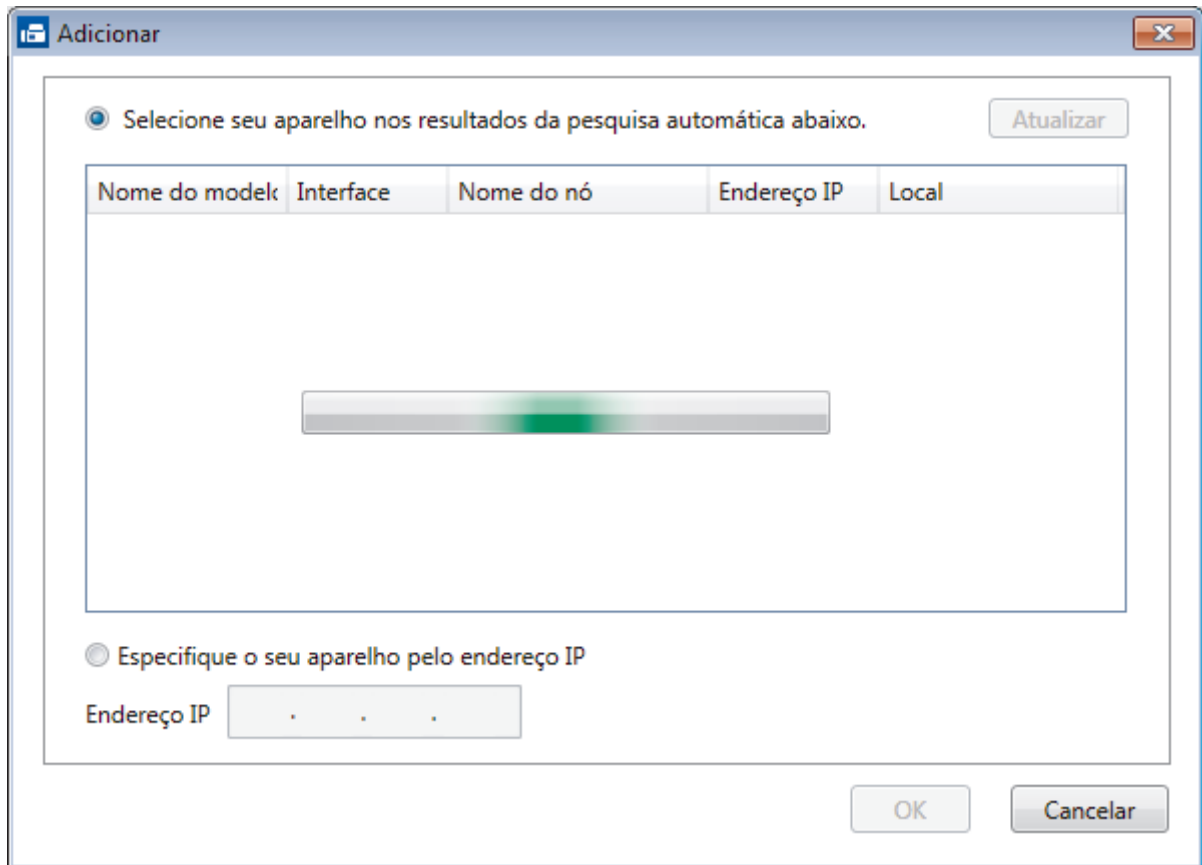 Adicionar
Selecione seu aparelho nos resultados da pesquisa automática abaixo. Atualizar
Nome do modelo Interface Nome do nó Endereço IP Local
Especifique o seu aparelho pelo endereço IP
Endereço IP . . .
OK Cancelar